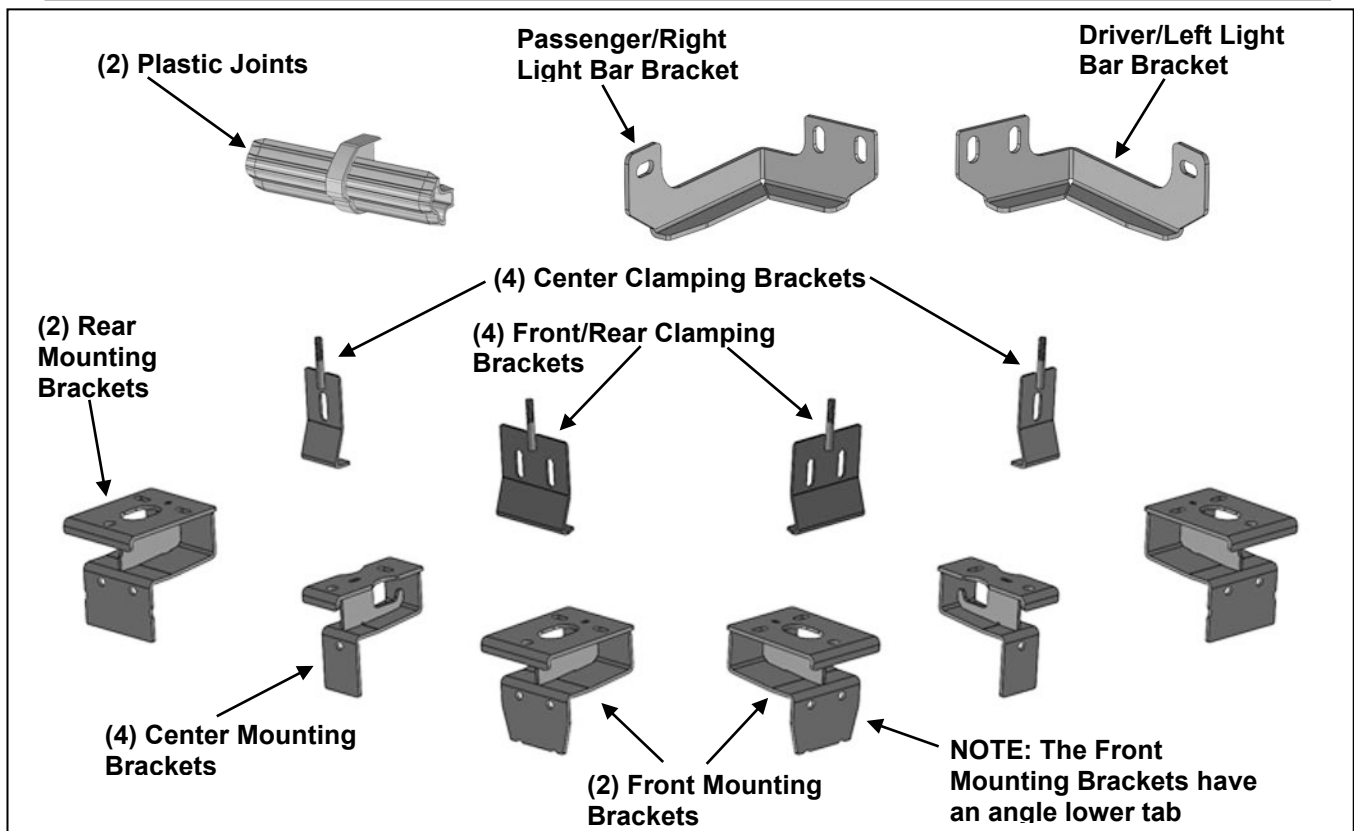 (2) Plastic Joints
Passenger/Right
Light Bar Bracket
Driver/Left Light
Bar Bracket
(4) Center Clamping Brackets
(2) Rear
Mounting
Brackets
(4) Front/Rear Clamping
Brackets
(4) Center Mounting
Brackets
(2) Front Mounting
Brackets
NOTE: The Front
Mounting Brackets have
an angle lower tab